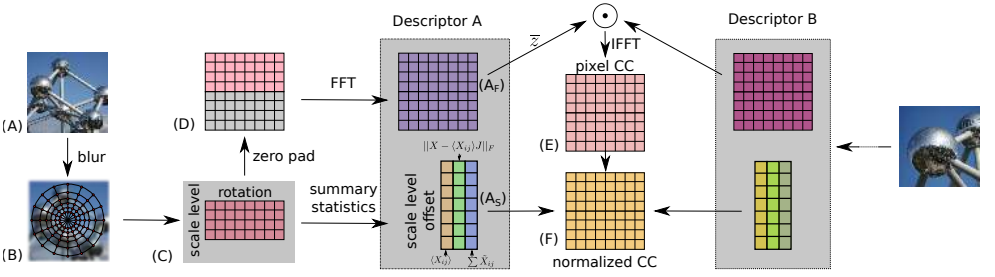 Descriptor A
Descriptor B
z̅
IFFT
pixel CC
(A)
(D)
FFT
(A_F)
(E)
blur
zero pad
||X − ⟨X_ij⟩J||_F
rotation
scale level
summary
statistics
scale level
offset
(A_S)
(B)
(C)
(F)
⟨X_ij⟩
∑ X̃_ij
normalized CC